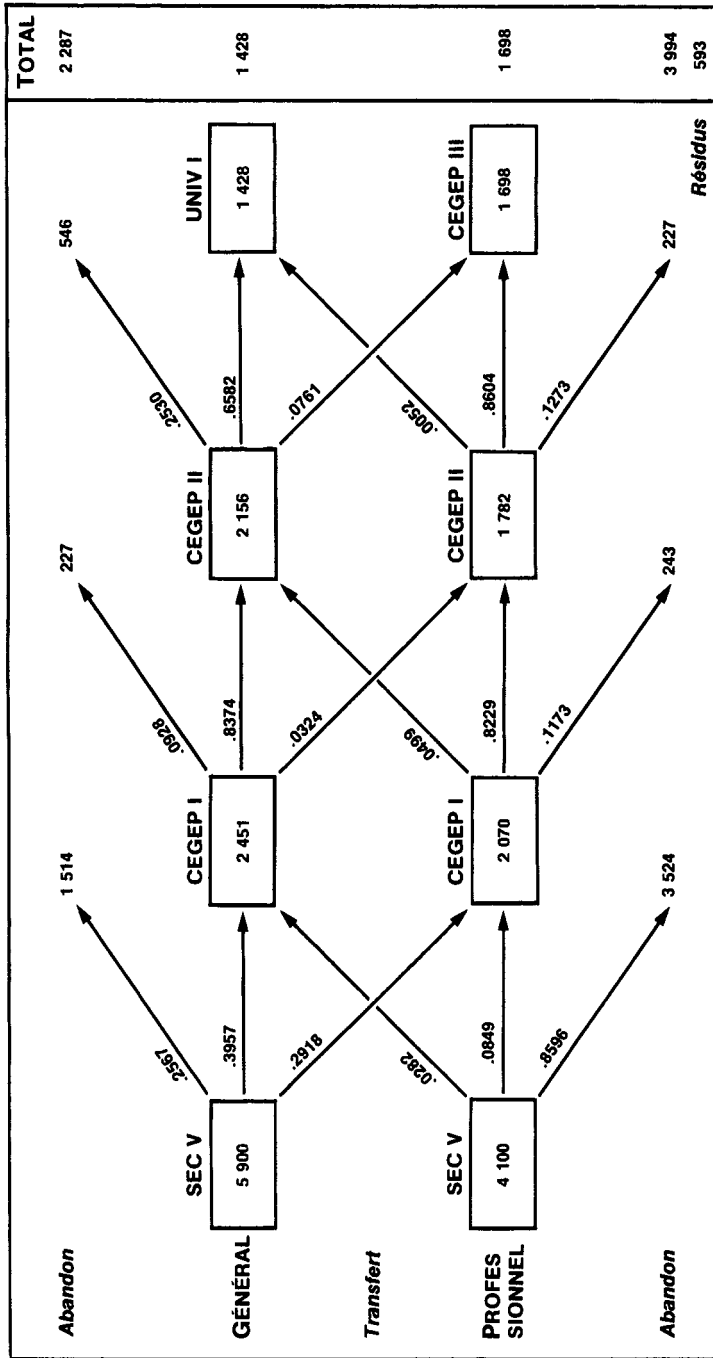 TOTAL
Abandon
1 514
227
546
2 287
.2567
.0928
.2530
SEC V
CEGEP I
CEGEP II
UNIV I
GÉNÉRAL
5 900
.3957
2 451
.8374
2 156
.6582
1 428
1 428
.2918
.0324
.0761
Transfert
.0282
.0499
.0052
SEC V
CEGEP I
CEGEP II
CEGEP III
PROFES
SIONNEL
4 100
.0849
2 070
.8229
1 782
.8604
1 698
1 698
.8596
.1173
.1273
Abandon
3 524
243
227
3 994
Résidus
593